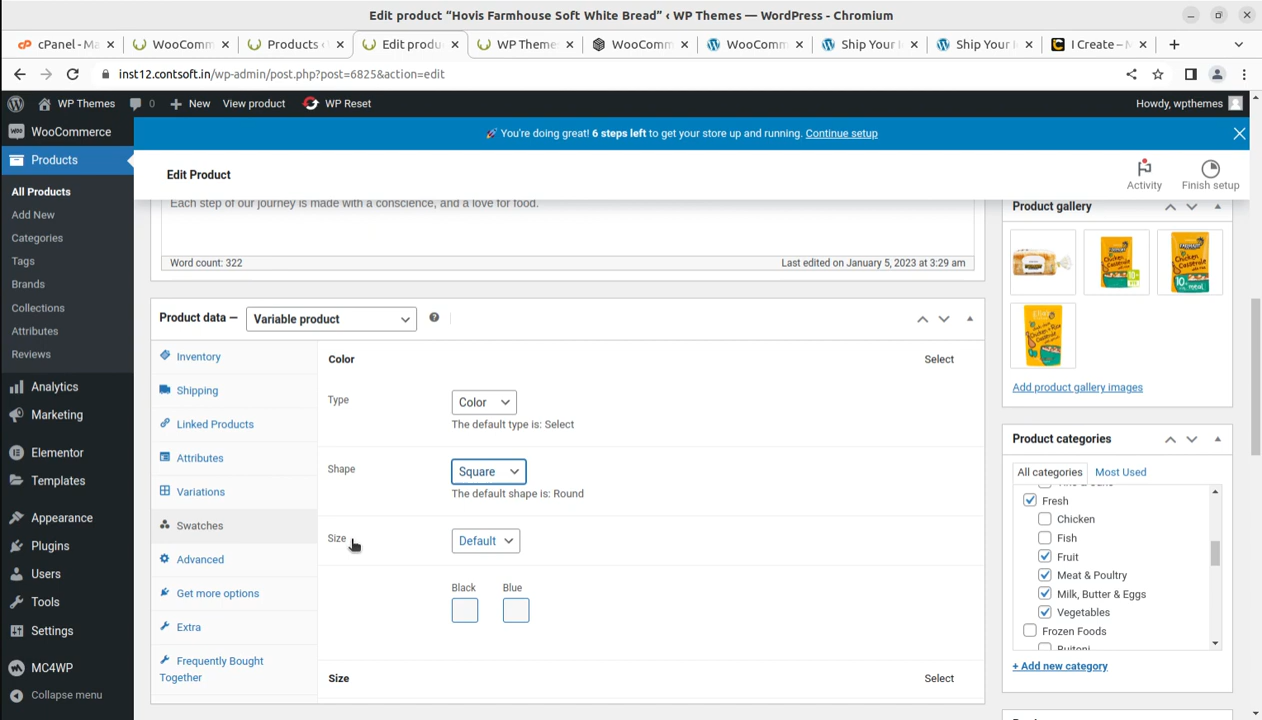 Edit product “Hovis Farmhouse Soft White Bread” ‹ WP Themes — WordPress - Chromium
cPanel - Ma
WooComm
Products ‹
Edit produ
WP Theme
WooComm
WooComm
Ship Your
Ship Your
I Create –
inst12.contsoft.in/wp-admin/post.php?post=6825&action=edit
WP Themes
0
New
View product
WP Reset
Howdy, wpthemes
WooCommerce
You're doing great! 6 steps left to get your store up and running. Continue setup
Products
Edit Product
Activity
Finish setup
All Products
Add New
Categories
Tags
Brands
Collections
Attributes
Reviews
Analytics
Marketing
Elementor
Templates
Appearance
Plugins
Users
Tools
Settings
MC4WP
Collapse menu
Each step of our journey is made with a conscience, and a love for food.
Word count: 322
Last edited on January 5, 2023 at 3:29 am
Product data —
Variable product
Inventory
Shipping
Linked Products
Attributes
Variations
Swatches
Advanced
Get more options
Extra
Frequently Bought
Together
Color
Select
Type
Color
The default type is: Select
Shape
Square
The default shape is: Round
Size
Default
Black
Blue
Size
Select
Product gallery
Add product gallery images
Product categories
All categories
Most Used
Fresh
Chicken
Fish
Fruit
Meat & Poultry
Milk, Butter & Eggs
Vegetables
Frozen Foods
Buitoni
+ Add new category